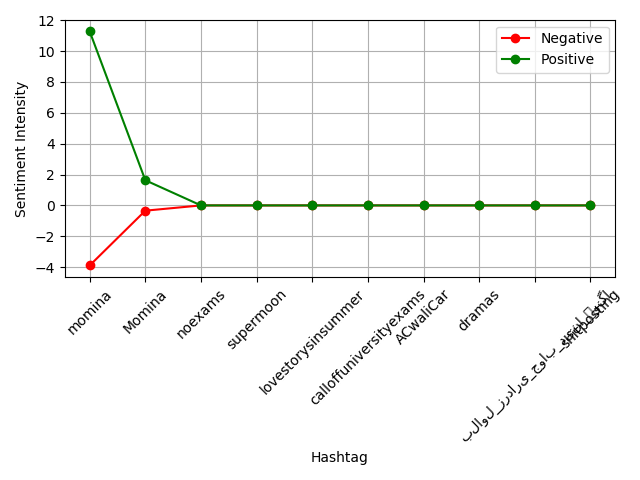 Negative
Positive
Sentiment Intensity
12
10
8
6
4
2
0
−2
−4
momina
Momina
noexams
supermoon
lovestorysinsummer
calloffuniversityexams
ACwaliCar
dramas
shitposting
Hashtag